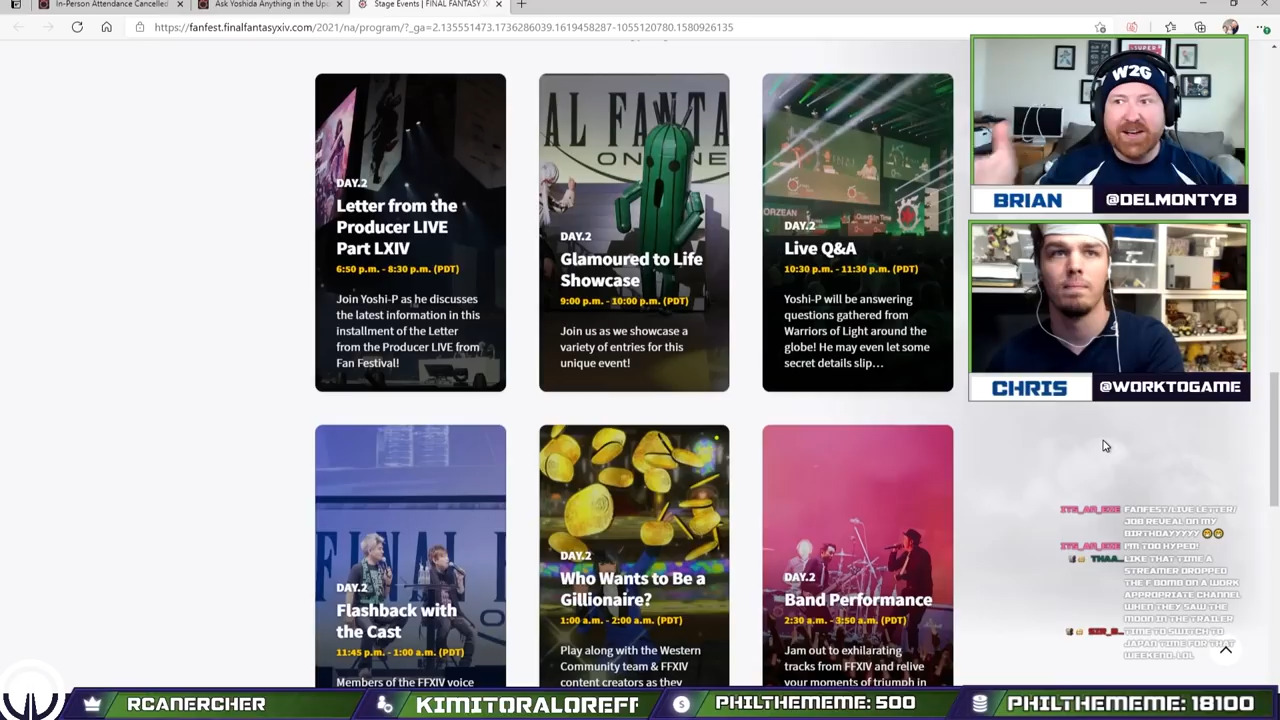 In-Person Attendance Cancelled
Ask Yoshida Anything in the Upc
Stage Events | FINAL FANTASY X
https://fanfest.finalfantasyxiv.com/2021/na/program/?_ga=2.135551473.1736286039.1619458287-1055120780.1580926135
DAY.2
Letter from the
Producer LIVE
Part LXIV
6:50 p.m. - 8:30 p.m. (PDT)
Join Yoshi-P as he discusses
the latest information in this
installment of the Letter
from the Producer LIVE from
Fan Festival!
AL FANTA
ONLINE
DAY.2
Glamoured to Life
Showcase
9:00 p.m. - 10:00 p.m. (PDT)
Join us as we showcase a
variety of entries for this
unique event!
DAY.2
Live Q&A
10:30 p.m. - 11:30 p.m. (PDT)
Yoshi-P will be answering
questions gathered from
Warriors of Light around the
globe! He may even let some
secret details slip…
DAY.2
Flashback with
the Cast
11:45 p.m. - 1:00 a.m. (PDT)
Members of the FFXIV voice
DAY.2
Who Wants to Be a
Gillionaire?
1:00 a.m. - 2:00 a.m. (PDT)
Play along with the Western
Community team & FFXIV
content creators as they
DAY.2
Band Performance
2:30 a.m. - 3:50 a.m. (PDT)
Jam out to exhilarating
tracks from FFXIV and relive
your moments of triumph in
W2G
BRIAN @DELMONTYB
CHRIS @WORKTOGAME
FANFEST/LIVE LETTER/
JOB REVEAL ON MY
BIRTHDAYYYYY
I'M TOO HYPED!
THAA... LIKE THAT TIME A
STREAMER DROPPED
THE F BOMB ON A WORK
APPROPRIATE CHANNEL
WHEN THEY SAW THE
MOON IN THE TRAILER
TIME TO SWITCH TO
JAPAN TIME FOR THAT
WEEKEND. LOL
RCANERCHER
KIMITORALOREFF
PHILTHEMEME: 500
PHILTHEMEME: 18100